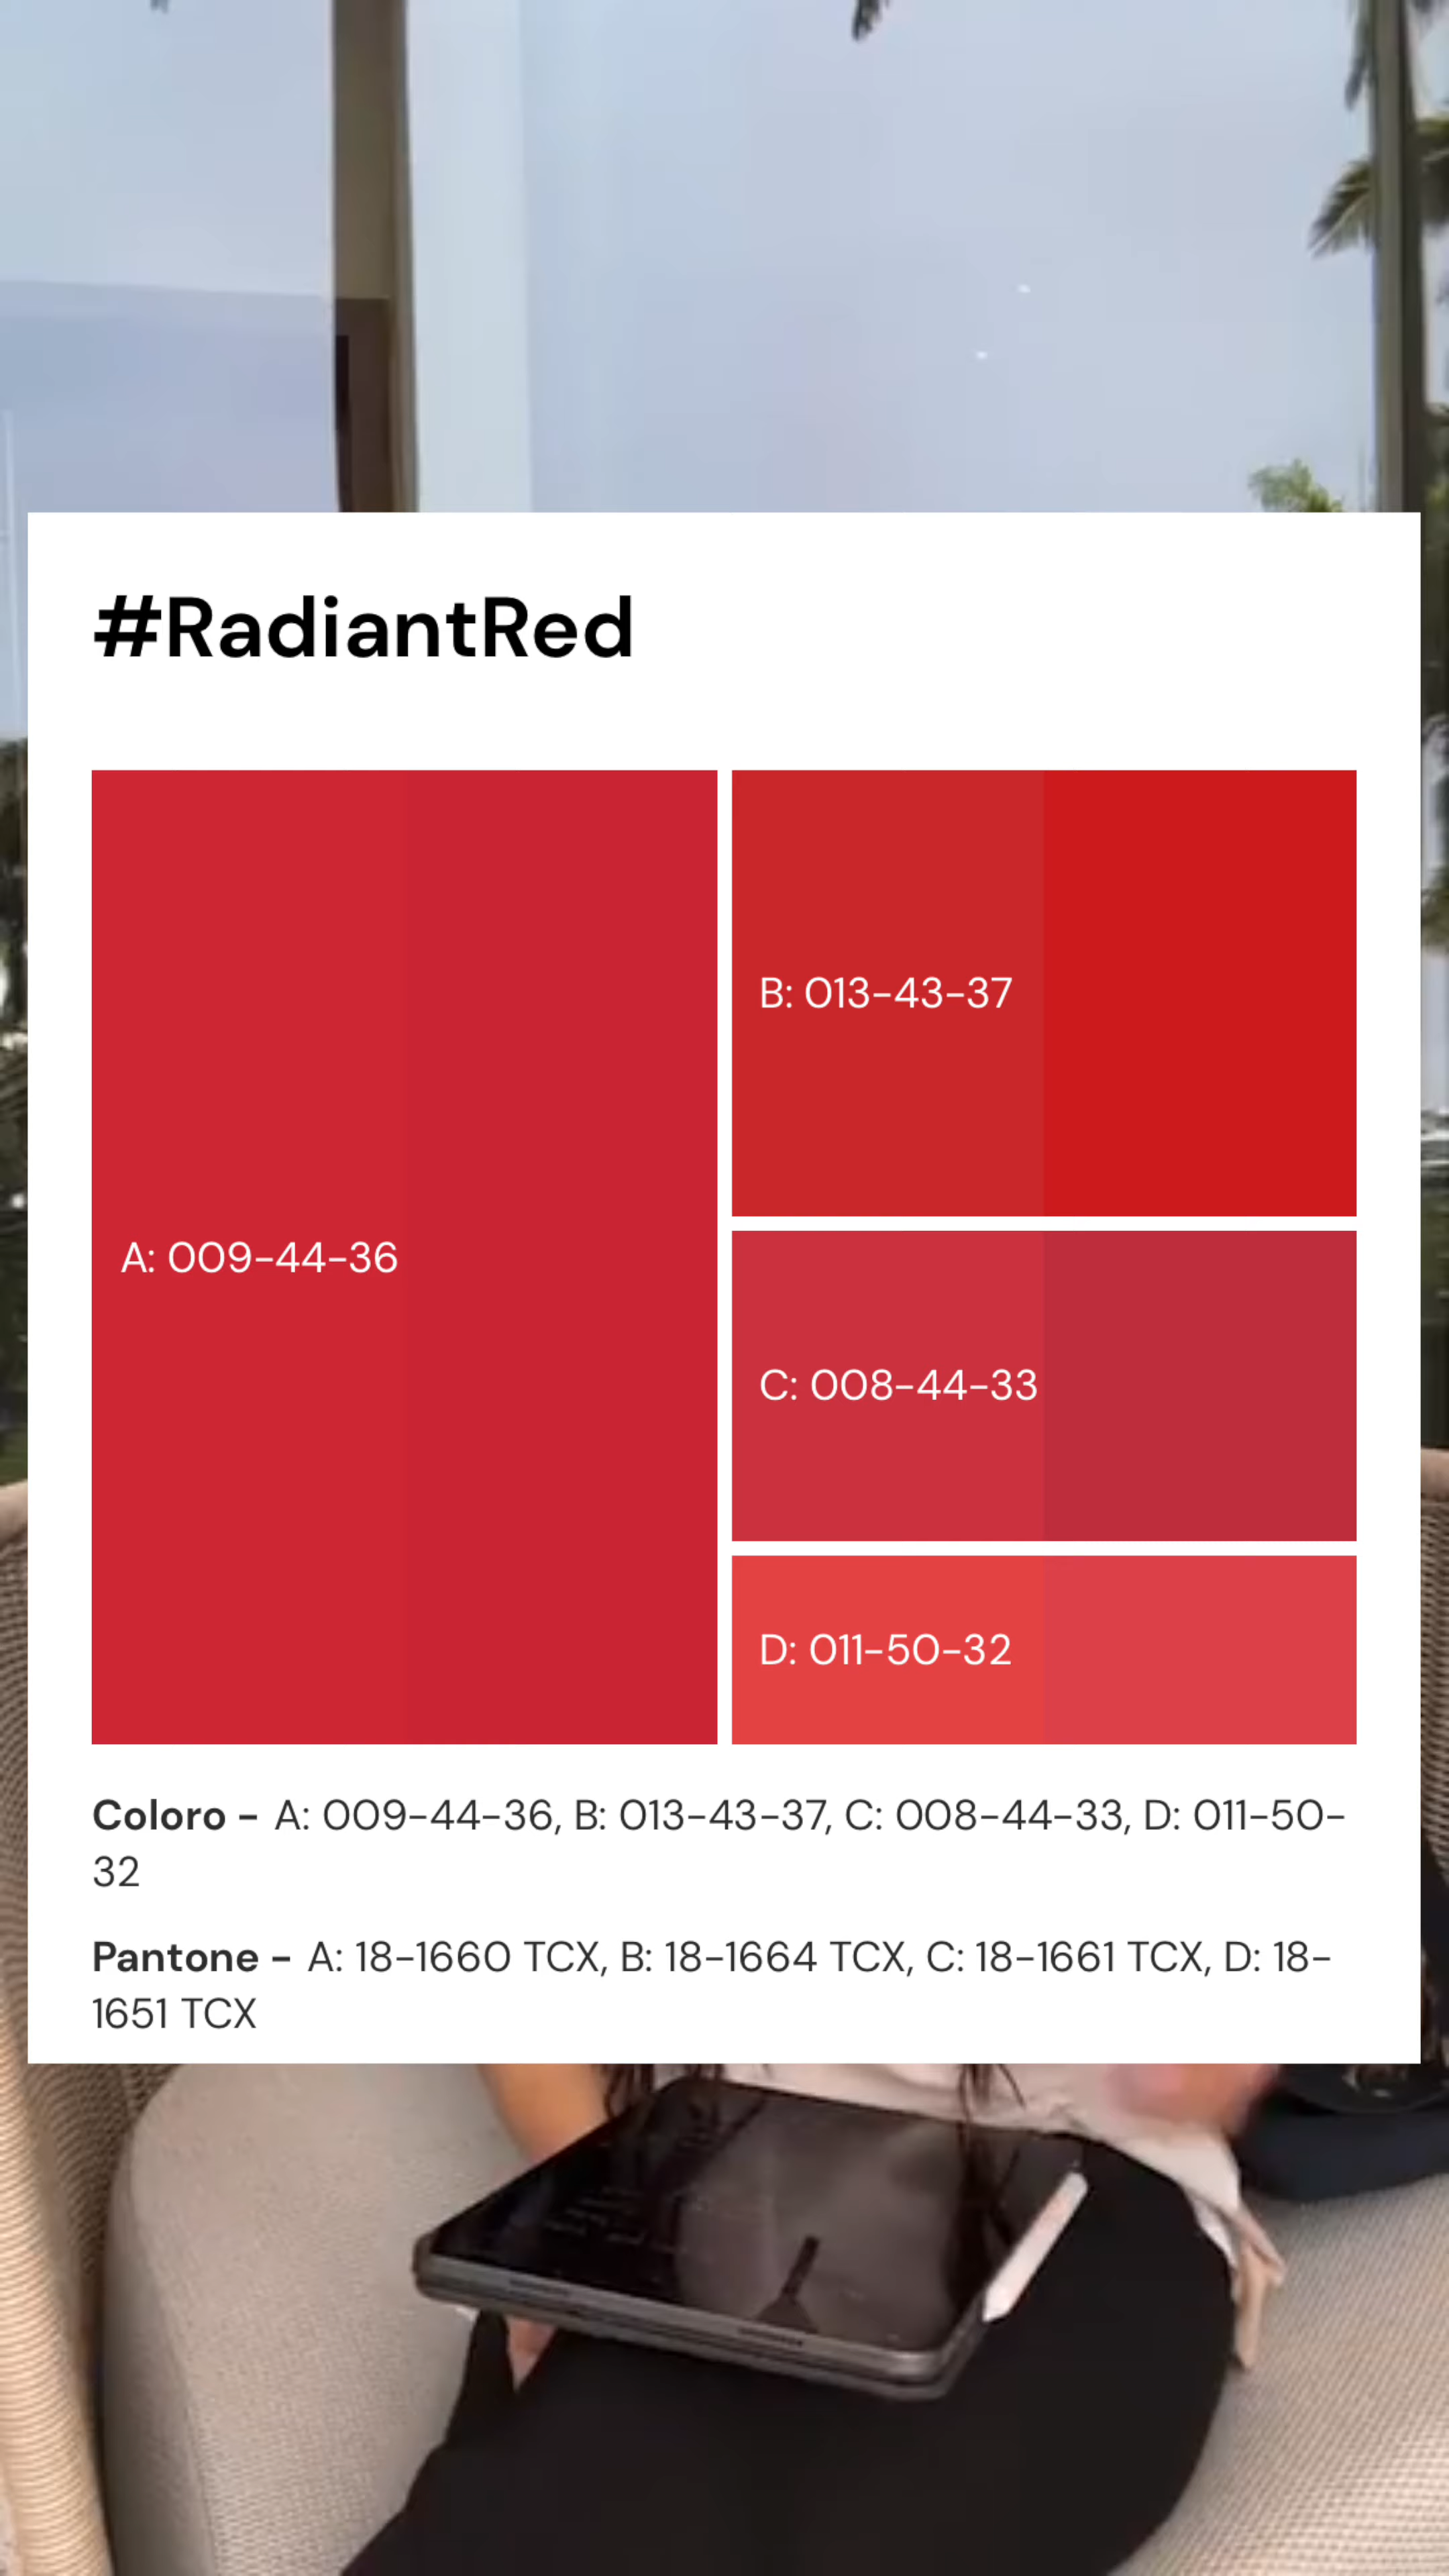 #RadiantRed
A: 009-44-36
B: 013-43-37
C: 008-44-33
D: 011-50-32
Coloro - A: 009-44-36, B: 013-43-37, C: 008-44-33, D: 011-50-
32
Pantone - A: 18-1660 TCX, B: 18-1664 TCX, C: 18-1661 TCX, D: 18-
1651 TCX